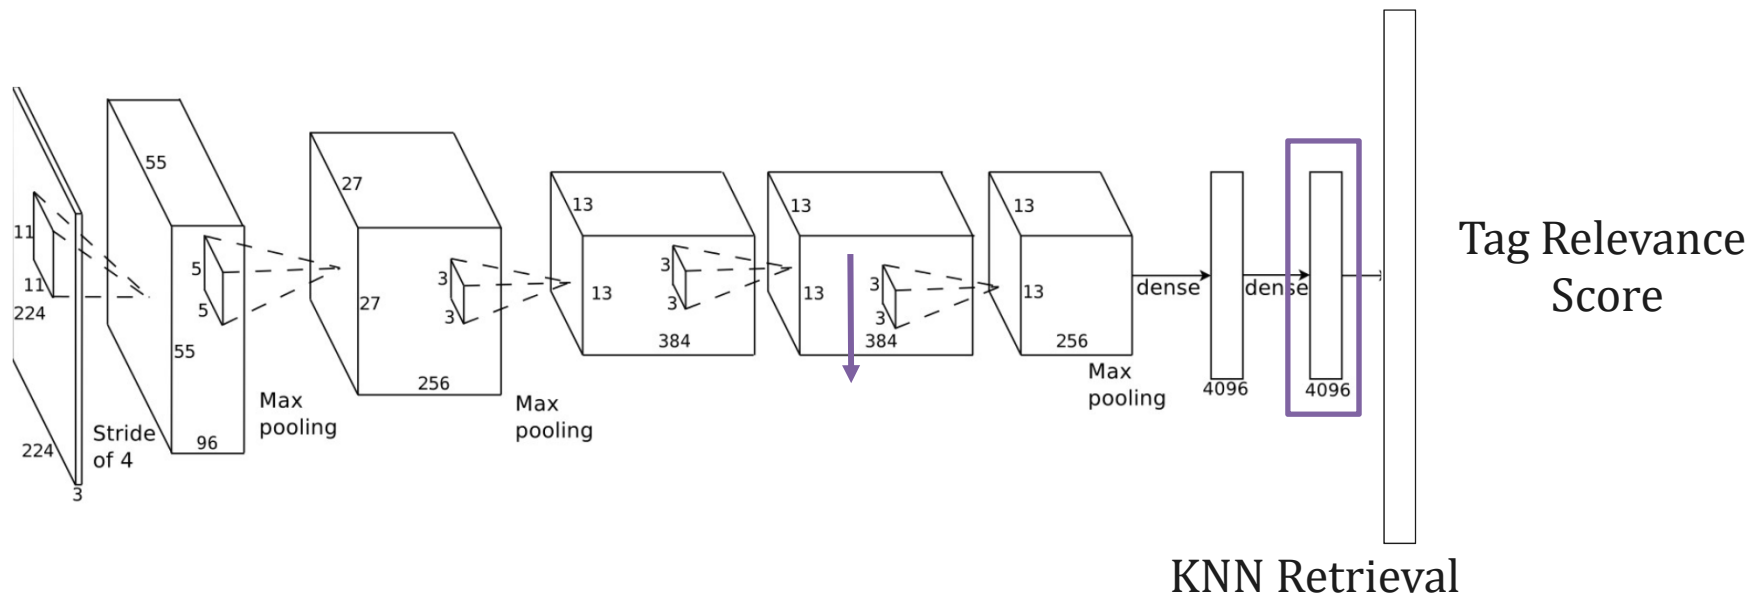 11
11
224
224
3
Stride
of 4
55
55
96
5
5
Max
pooling
27
27
256
3
3
Max
pooling
13
13
384
3
3
13
13
384
3
3
13
13
256
Max
pooling
dense
4096
dense
4096
Tag Relevance
Score
KNN Retrieval